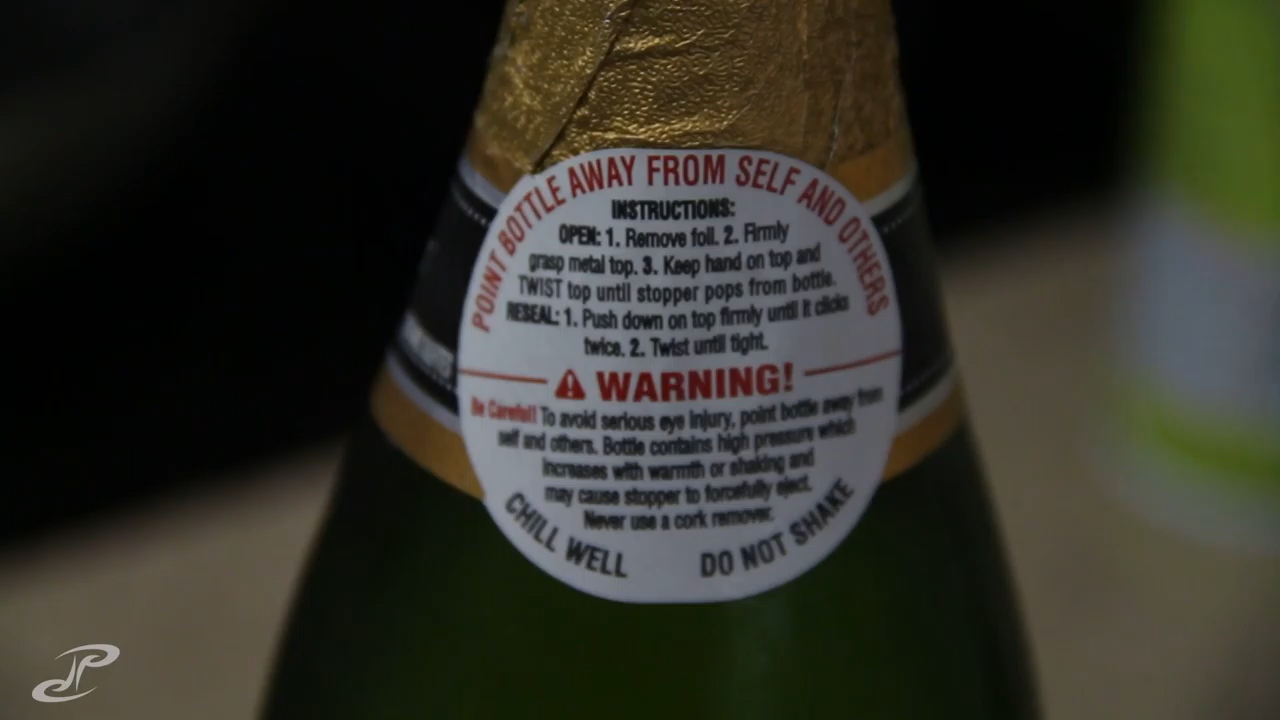 POINT BOTTLE AWAY FROM SELF AND OTHERS
INSTRUCTIONS:
OPEN: 1. Remove foil. 2. Firmly
grasp metal top. 3. Keep hand on top and
TWIST top until stopper pops from bottle.
RESEAL: 1. Push down on top firmly until it clicks
twice. 2. Twist until tight.
WARNING!
Be Careful! To avoid serious eye injury, point bottle away from
self and others. Bottle contains high pressure which
increases with warmth or shaking and
may cause stopper to forcefully eject.
Never use a cork remover.
CHILL WELL DO NOT SHAKE